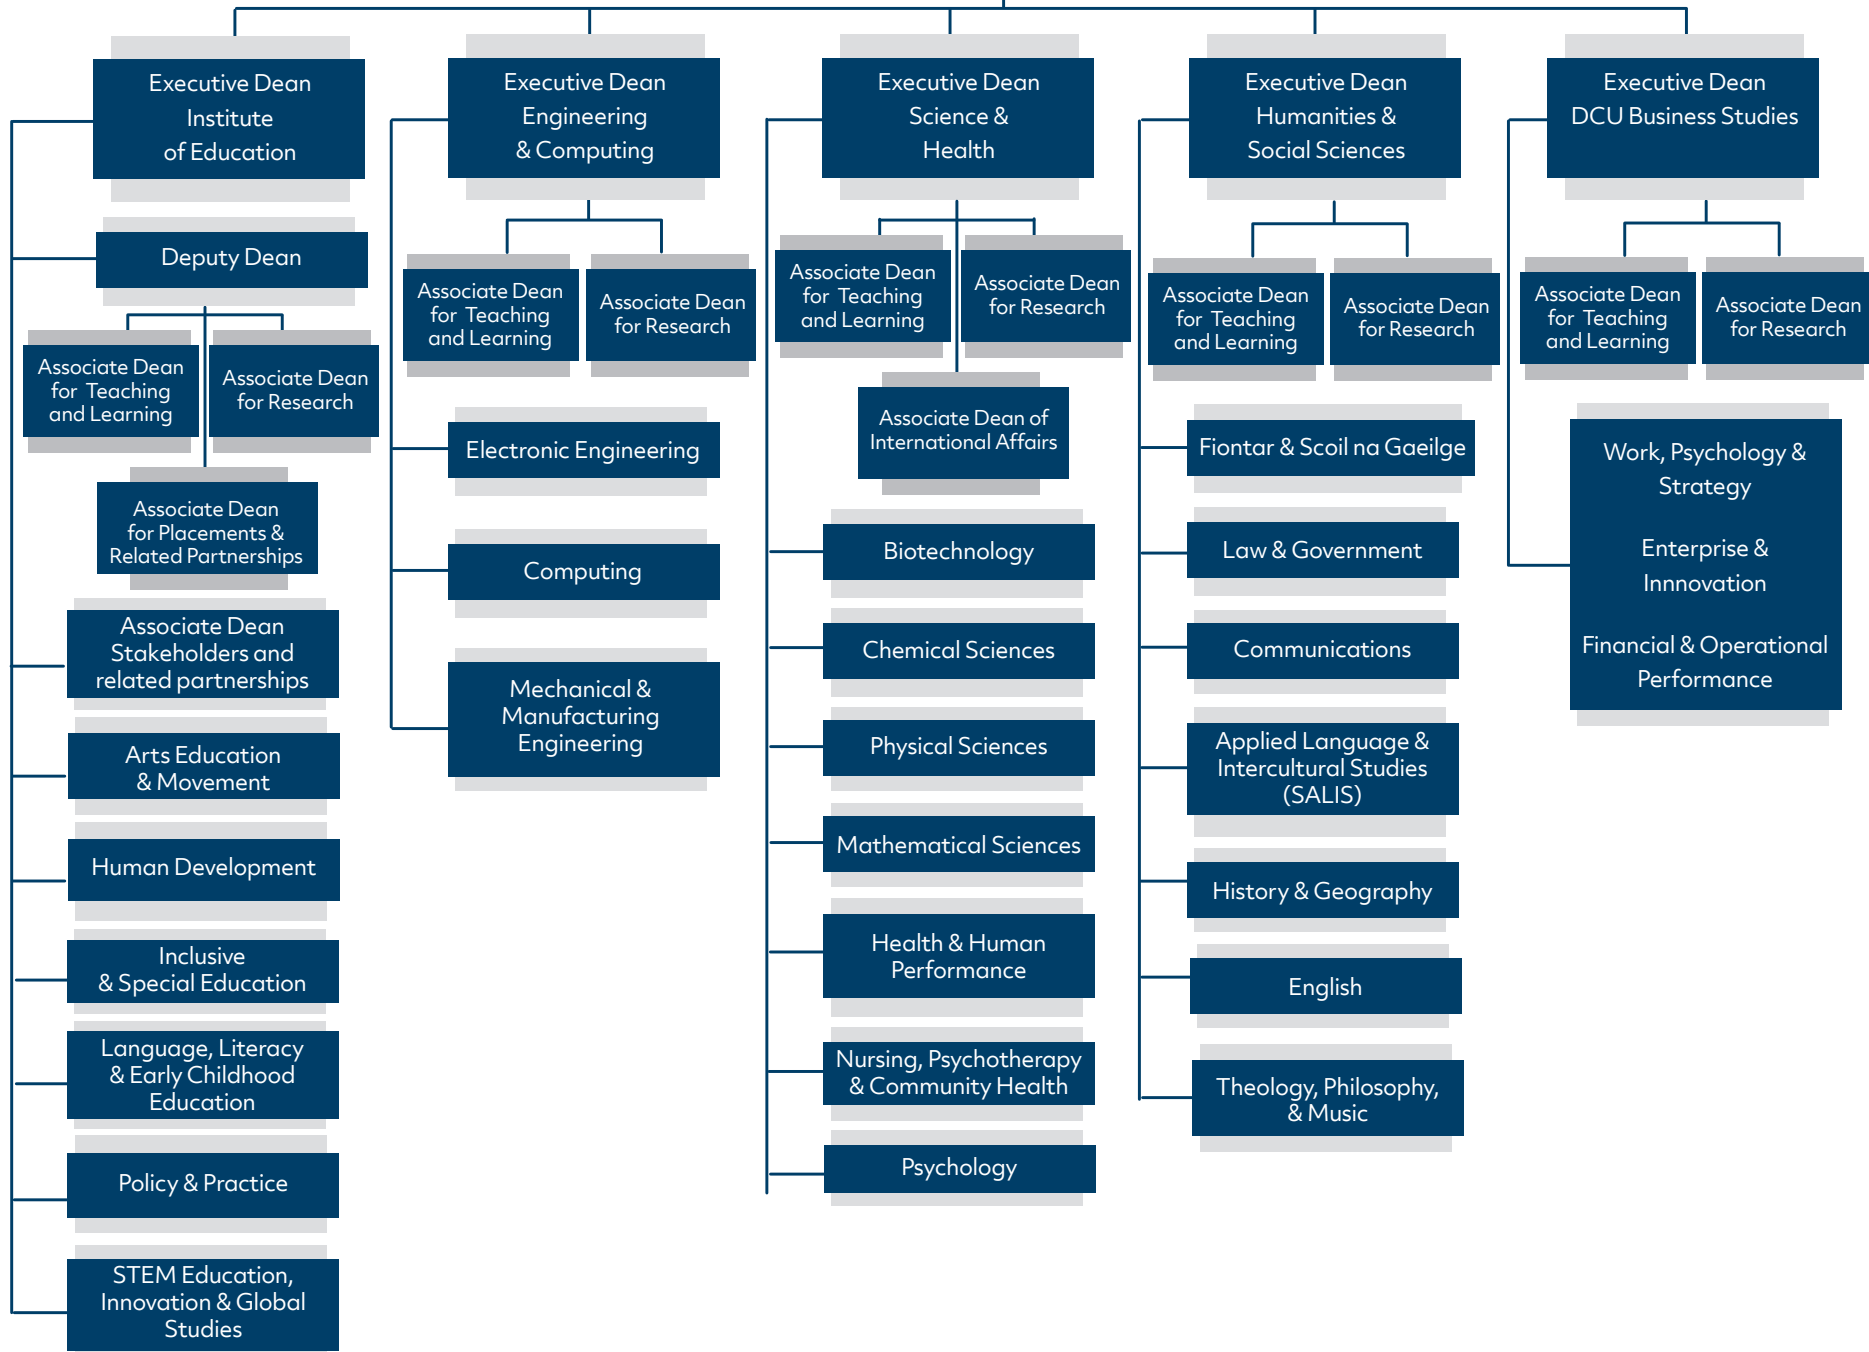 Executive Dean
Institute
of Education
Deputy Dean
Associate Dean
for Teaching
and Learning
Associate Dean
for Research
Associate Dean
for Placements &
Related Partnerships
Associate Dean
Stakeholders and
related partnerships
Arts Education
& Movement
Human Development
Inclusive
& Special Education
Language, Literacy
& Early Childhood
Education
Policy & Practice
STEM Education,
Innovation & Global
Studies
Executive Dean
Engineering
& Computing
Associate Dean
for Teaching
and Learning
Associate Dean
for Research
Electronic Engineering
Computing
Mechanical &
Manufacturing
Engineering
Executive Dean
Science &
Health
Associate Dean
for Teaching
and Learning
Associate Dean
for Research
Associate Dean of
International Affairs
Biotechnology
Chemical Sciences
Physical Sciences
Mathematical Sciences
Health & Human
Performance
Nursing, Psychotherapy
& Community Health
Psychology
Executive Dean
Humanities &
Social Sciences
Associate Dean
for Teaching
and Learning
Associate Dean
for Research
Fiontar & Scoil na Gaeilge
Law & Government
Communications
Applied Language &
Intercultural Studies
(SALIS)
History & Geography
English
Theology, Philosophy,
& Music
Executive Dean
DCU Business Studies
Associate Dean
for Teaching
and Learning
Associate Dean
for Research
Work, Psychology &
Strategy
Enterprise &
Innnovation
Financial & Operational
Performance